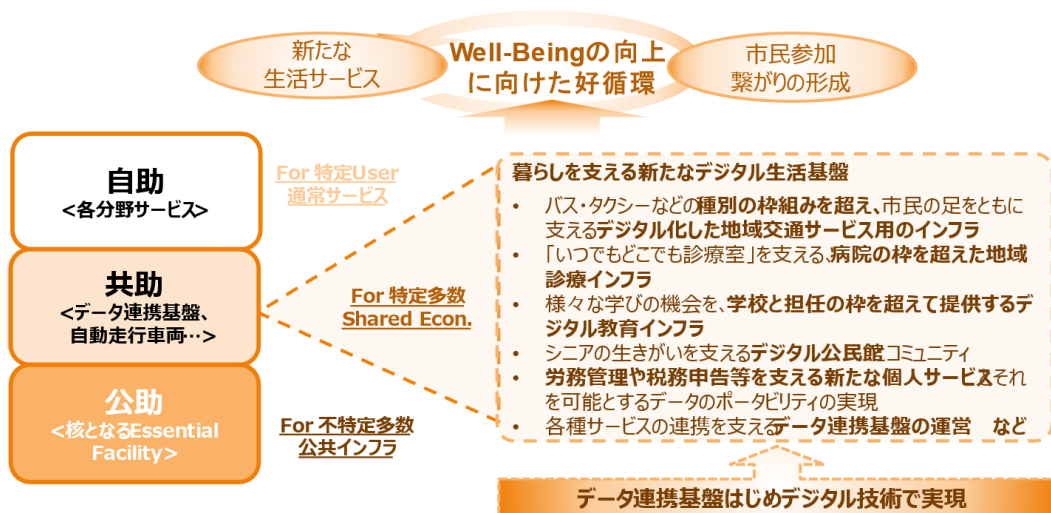 新たな
生活サービス
Well-Beingの向上
に向けた好循環
市民参加
繋がりの形成
自助
<各分野サービス>
For 特定User
通常サービス
共助
<データ連携基盤、
自動走行車両…>
For 特定多数
Shared Econ.
公助
<核となるEssential
Facility>
For 不特定多数
公共インフラ
暮らしを支える新たなデジタル生活基盤
• バス・タクシーなどの種別の枠組みを超え、市民の足をともに
支えるデジタル化した地域交通サービス用のインフラ
• 「いつでもどこでも診療室」を支える、病院の枠を超えた地域
診療インフラ
• 様々な学びの機会を、学校と担任の枠を超えて提供するデ
ジタル教育インフラ
• シニアの生きがいを支えるデジタル公民館コミュニティ
• 労務管理や税務申告等を支える新たな個人サービスそれ
を可能とするデータのポータビリティの実現
• 各種サービスの連携を支えるデータ連携基盤の運営 など
データ連携基盤はじめデジタル技術で実現